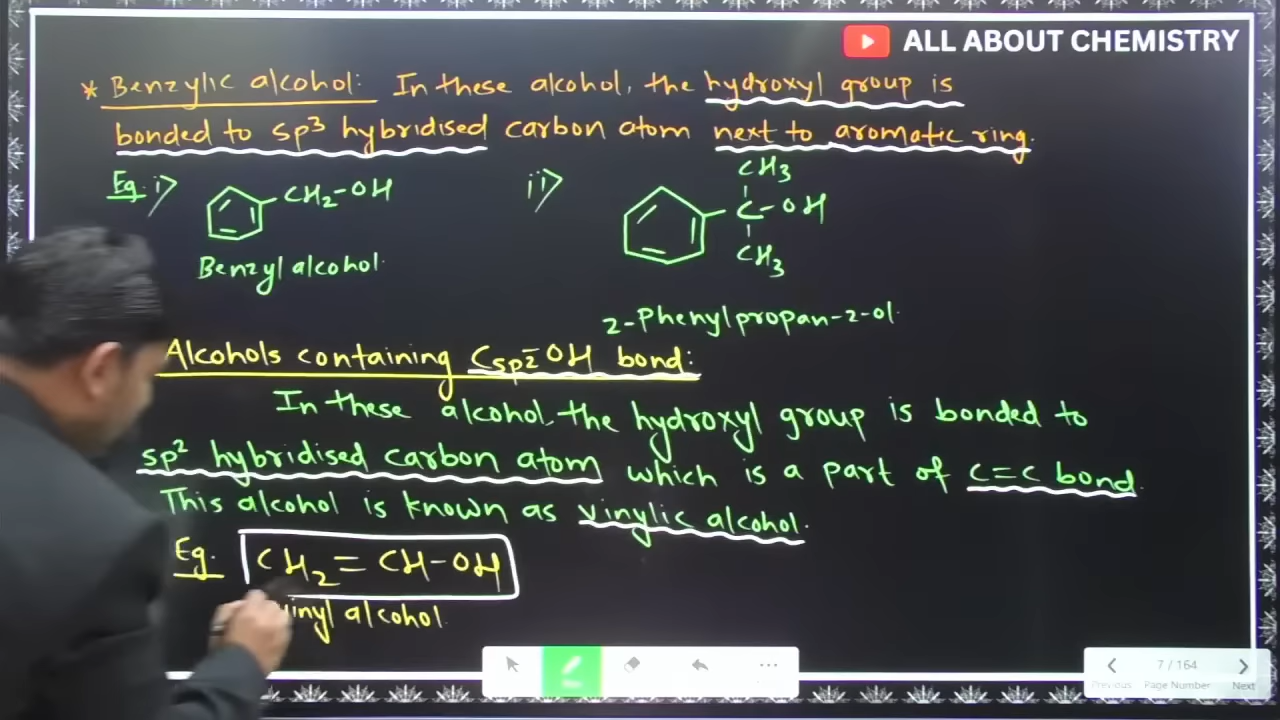 ALL ABOUT CHEMISTRY
* Benzylic alcohol: In these alcohol, the hydroxyl group is
bonded to sp³ hybridised carbon atom next to aromatic ring.
Eg. i> CH₂-OH
Benzyl alcohol
ii> CH₃
C-OH
CH₃
2-Phenylpropan-2-ol.
Alcohols containing Csp²-OH bond:
In these alcohol, the hydroxyl group is bonded to
sp² hybridised carbon atom which is a part of C=C bond.
This alcohol is known as vinylic alcohol.
Eg. CH₂ = CH-OH
vinyl alcohol
7 / 164
Previous Page Number Next